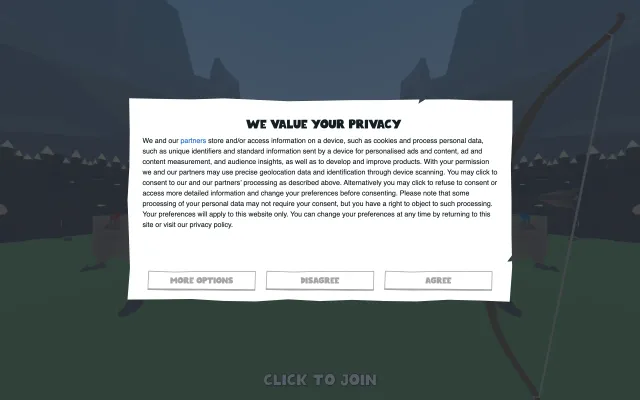 WE VALUE YOUR PRIVACY
We and our partners store and/or access information on a device, such as cookies and process personal data,
such as unique identifiers and standard information sent by a device for personalised ads and content, ad and
content measurement, and audience insights, as well as to develop and improve products. With your permission
we and our partners may use precise geolocation data and identification through device scanning. You may click to
consent to our and our partners' processing as described above. Alternatively you may click to refuse to consent or
access more detailed information and change your preferences before consenting. Please note that some
processing of your personal data may not require your consent, but you have a right to object to such processing.
Your preferences will apply to this website only. You can change your preferences at any time by returning to this
site or visit our privacy policy.
MORE OPTIONS
DISAGREE
AGREE
CLICK TO JOIN